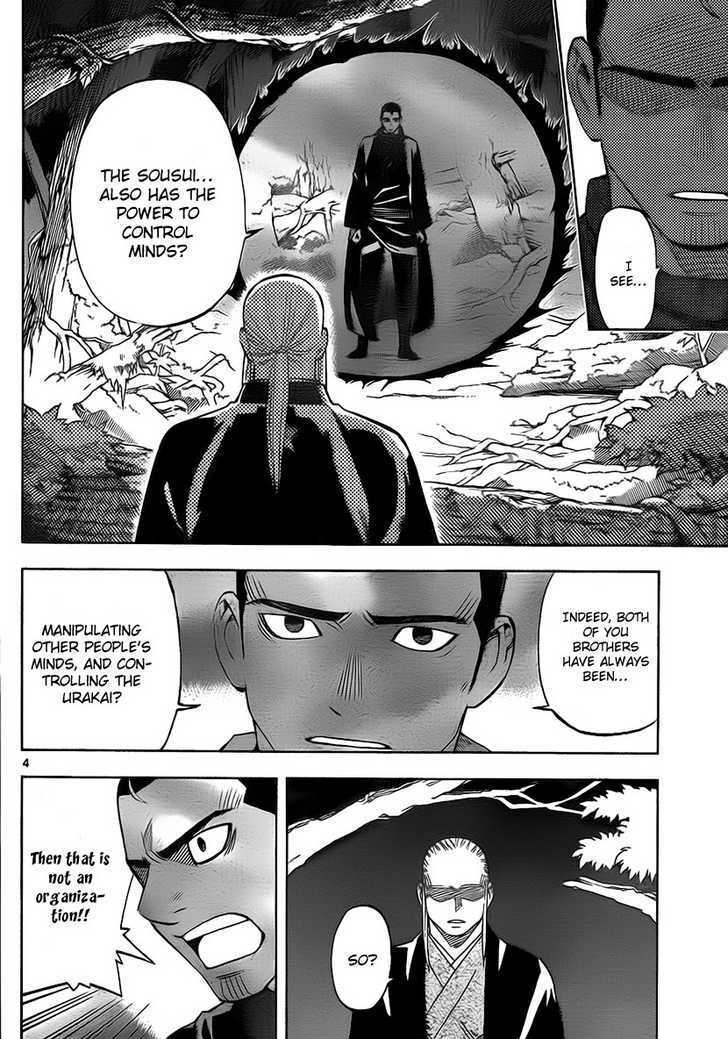 I
SEE...
THE SOUSUI...
ALSO HAS THE
POWER TO
CONTROL
MINDS?
INDEED, BOTH
OF YOU
BROTHERS
HAVE ALWAYS
BEEN...
MANIPULATING
OTHER PEOPLE'S
MINDS, AND CON-
TROLLING THE
URAKAI?
4
SO?
Then that is
not an
organiza-
tion!!